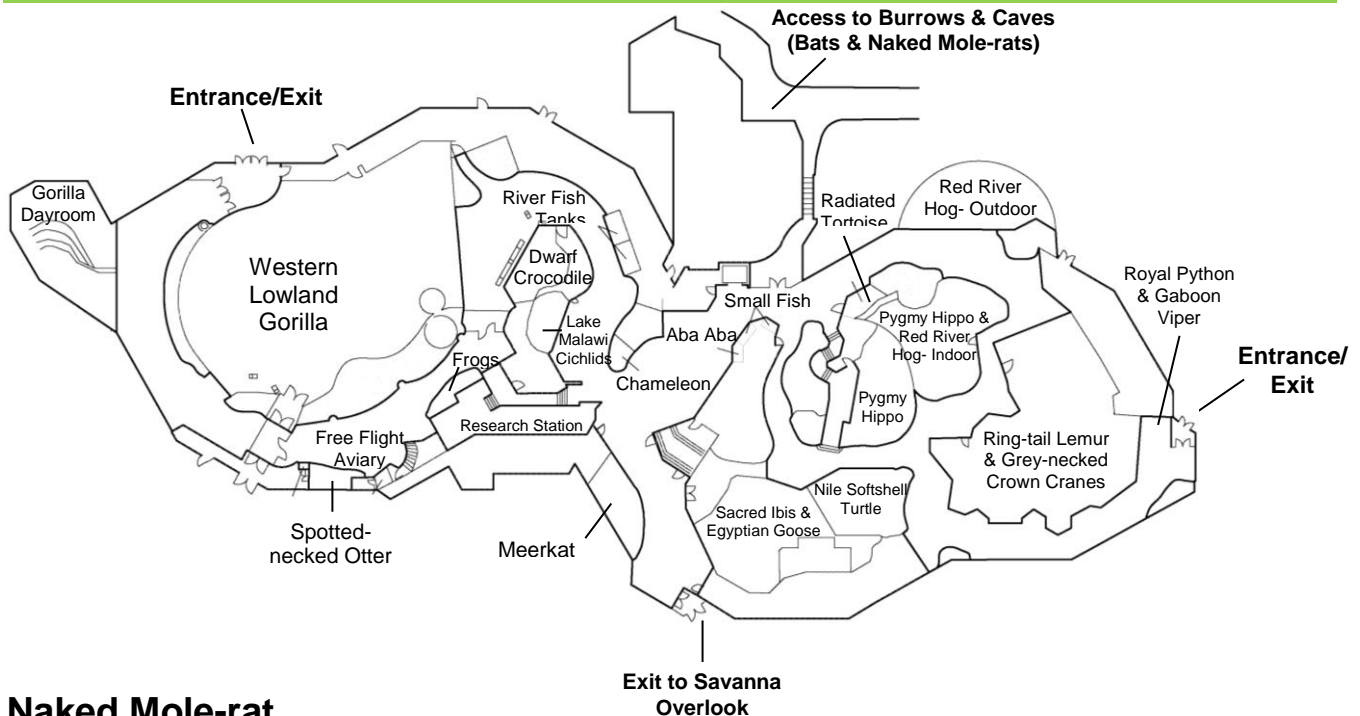 Access to Burrows & Caves
(Bats & Naked Mole-rats)
Entrance/Exit
Gorilla
Dayroom
River Fish
Tanks
Radiated
Tortoise
Red River
Hog- Outdoor
Western
Lowland
Gorilla
Dwarf
Crocodile
Royal Python
& Gaboon
Viper
Small Fish
Lake
Malawi
Cichlids
Aba Aba
Pygmy Hippo &
Red River
Hog- Indoor
Entrance/
Exit
Frogs
Chameleon
Pygmy
Hippo
Research Station
Free Flight
Aviary
Ring-tail Lemur
& Grey-necked
Crown Cranes
Nile Softshell
Turtle
Sacred Ibis &
Egyptian Goose
Spotted-
necked Otter
Meerkat
Exit to Savanna
Overlook
Naked Mole-rat